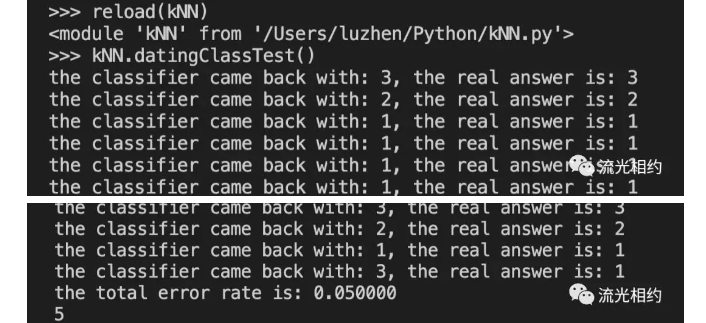 >>> reload(kNN)
<module 'kNN' from '/Users/luzhen/Python/kNN.py'>
>>> kNN.datingClassTest()
the classifier came back with: 3, the real answer is: 3
the classifier came back with: 2, the real answer is: 2
the classifier came back with: 1, the real answer is: 1
the classifier came back with: 1, the real answer is: 1
the classifier came back with: 1, the real answer is: 1
流光相约
the classifier came back with: 1, the real answer is: 1
the classifier came back with: 3, the real answer is: 3
the classifier came back with: 2, the real answer is: 2
the classifier came back with: 1, the real answer is: 1
the classifier came back with: 3, the real answer is: 1
the total error rate is: 0.050000
流光相约
5